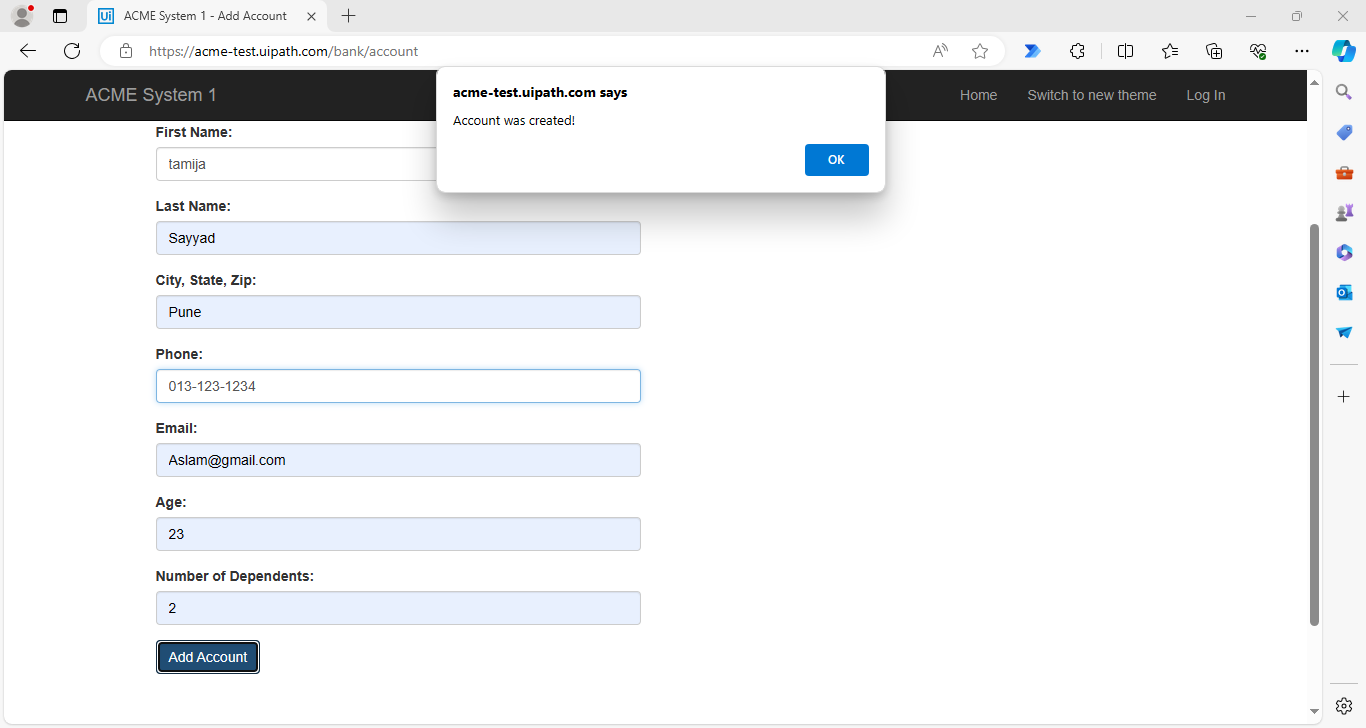 ACME System 1 - Add Account
https://acme-test.uipath.com/bank/account
ACME System 1
Home
Switch to new theme
Log In
acme-test.uipath.com says
Account was created!
OK
First Name:
tamija
Last Name:
Sayyad
City, State, Zip:
Pune
Phone:
013-123-1234
Email:
Aslam@gmail.com
Age:
23
Number of Dependents:
2
Add Account